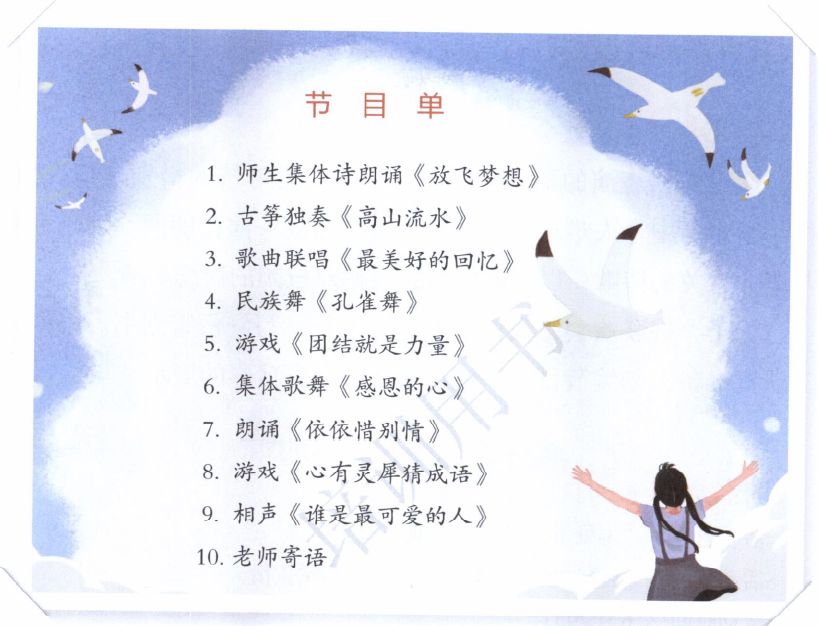 节目单
1. 师生集体诗朗诵《放飞梦想》
2. 古筝独奏《高山流水》
3. 歌曲联唱《最美好的回忆》
4. 民族舞《孔雀舞》
5. 游戏《团结就是力量》
6. 集体歌舞《感恩的心》
7. 朗诵《依依惜别情》
8. 游戏《心有灵犀猜成语》
9. 相声《谁是最可爱的人》
10. 老师寄语
培训用书